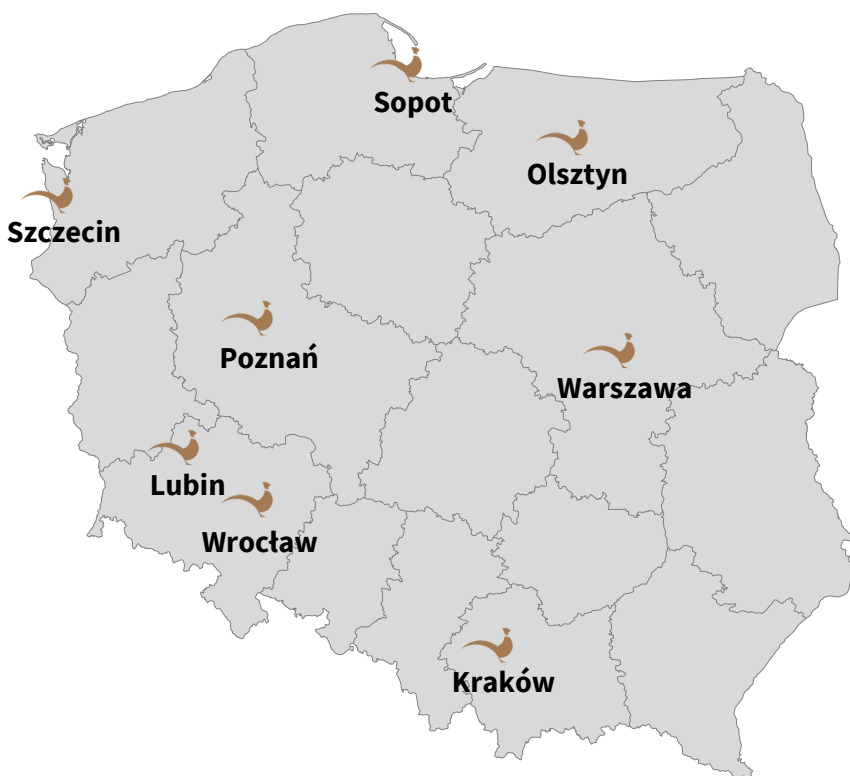 Sopot
Olsztyn
Szczecin
Poznań
Warszawa
Lubin
Wrocław
Kraków